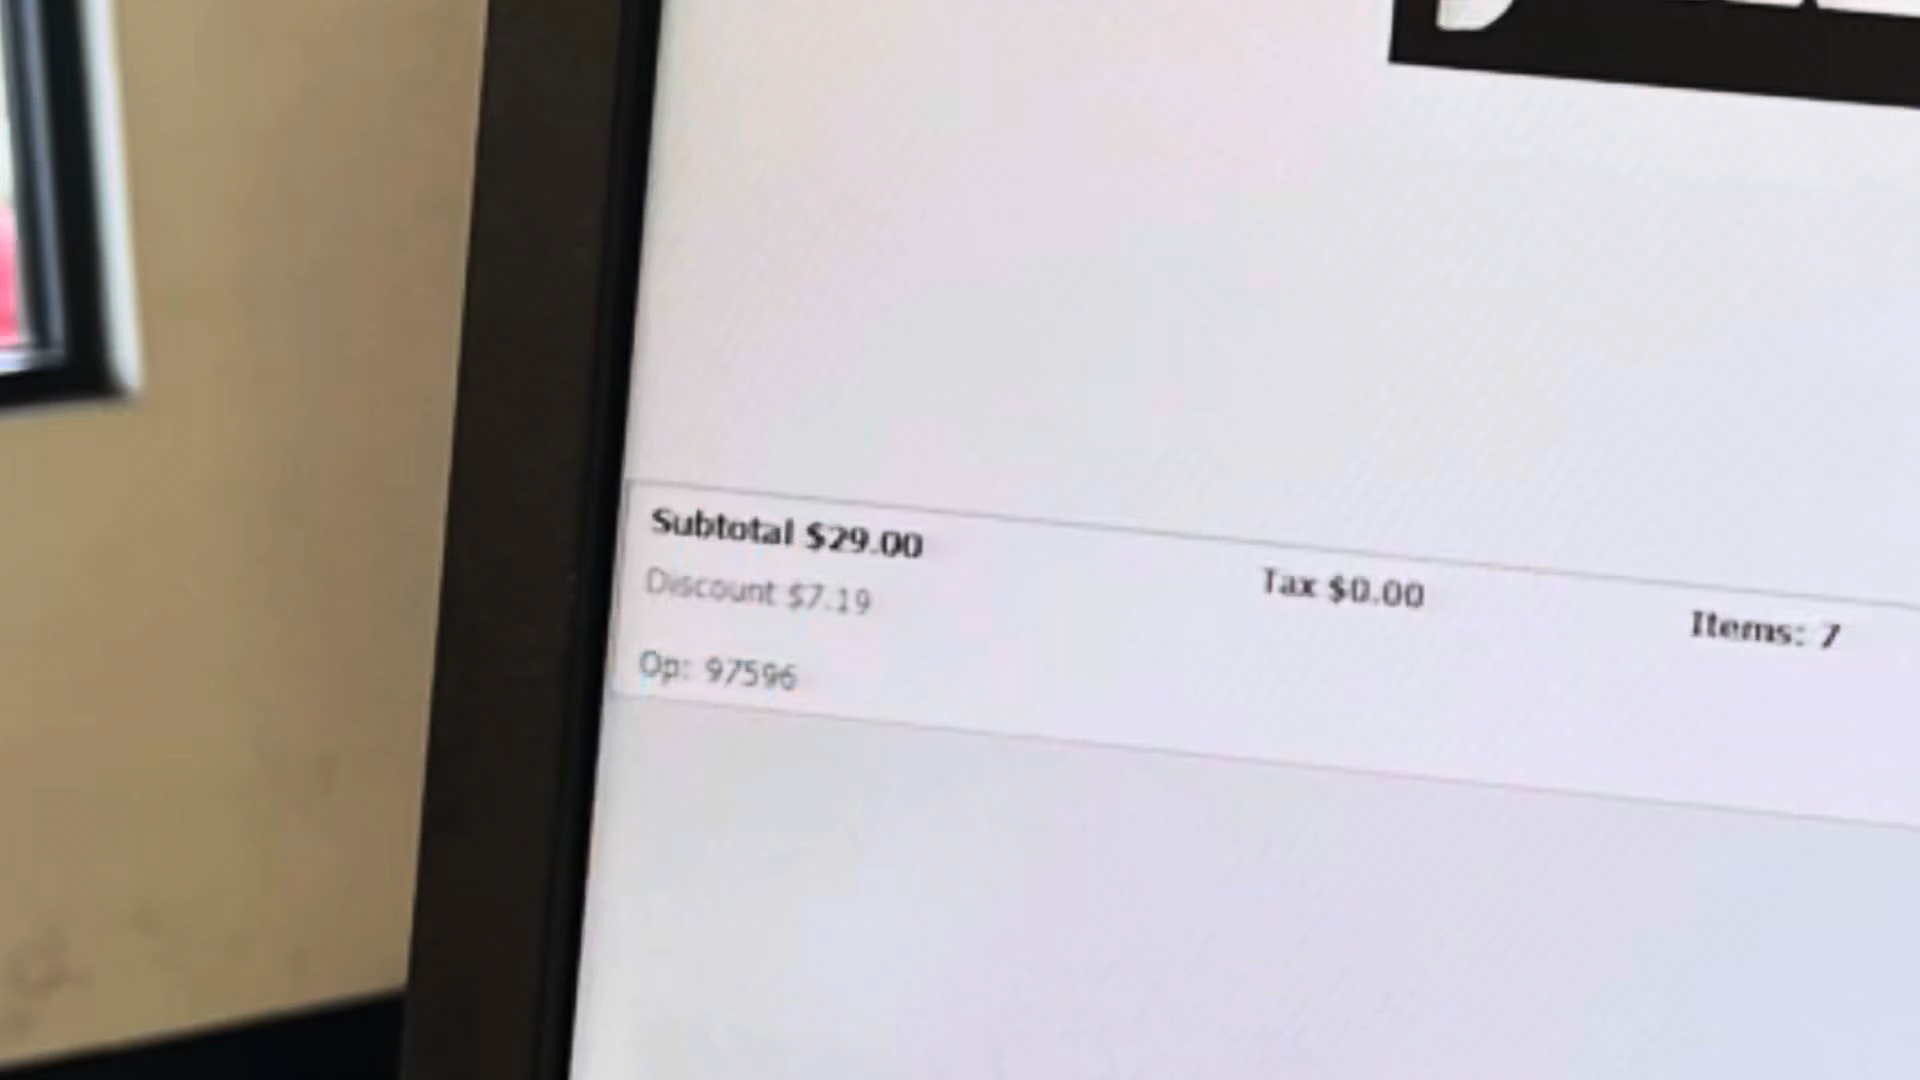 Subtotal $29.00
Discount $7.19
Tax $0.00
Items: 7
Op: 97596